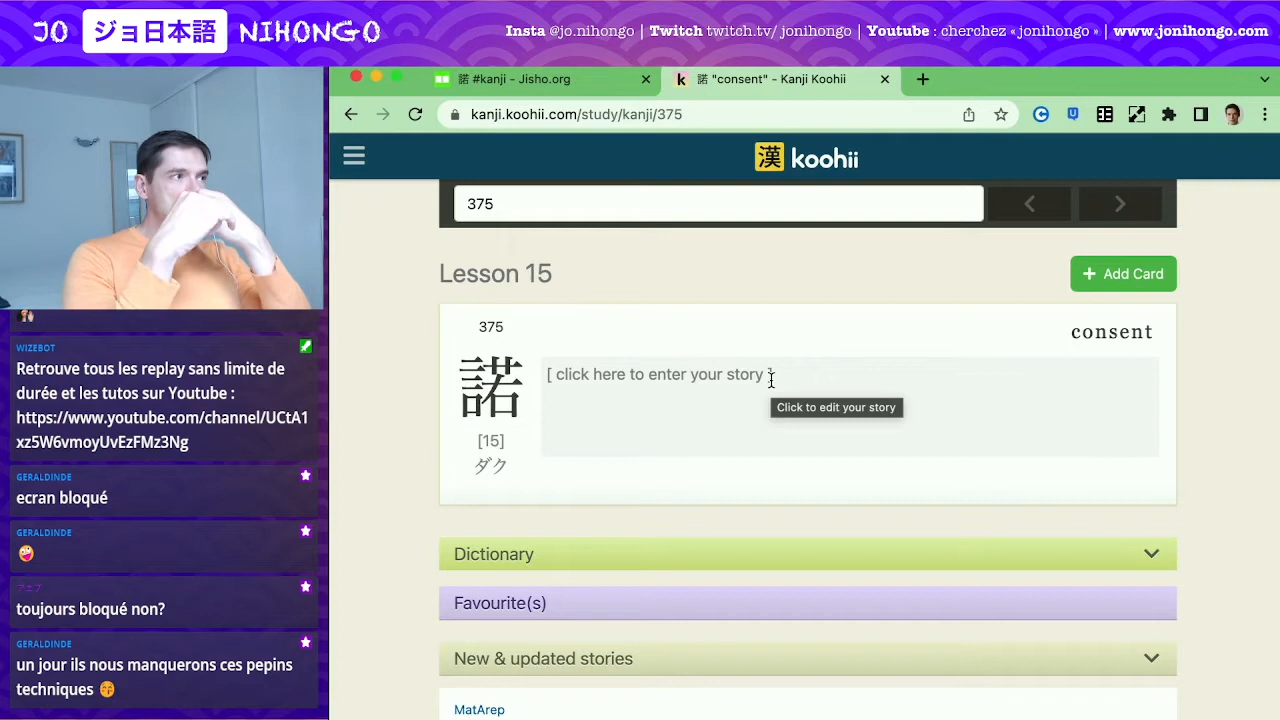 JO ジョ日本語 NIHONGO
Insta @jo.nihongo | Twitch twitch.tv/ jonihongo | Youtube : cherchez « jonihongo » | www.jonihongo.com
諾 #kanji - Jisho.org
諾 "consent" - Kanji Koohii
kanji.koohii.com/study/kanji/375
漢 koohii
375
Lesson 15
+ Add Card
375
consent
諾
[ click here to enter your story ]
Click to edit your story
[15]
ダク
Dictionary
Favourite(s)
New & updated stories
MatArep
WIZEBOT
Retrouve tous les replay sans limite de
durée et les tutos sur Youtube :
https://www.youtube.com/channel/UCtA1
xz5W6vmoyUvEzFMz3Ng
GERALDINDE
ecran bloqué
GERALDINDE
toujours bloqué non?
GERALDINDE
un jour ils nous manquerons ces pepins
techniques